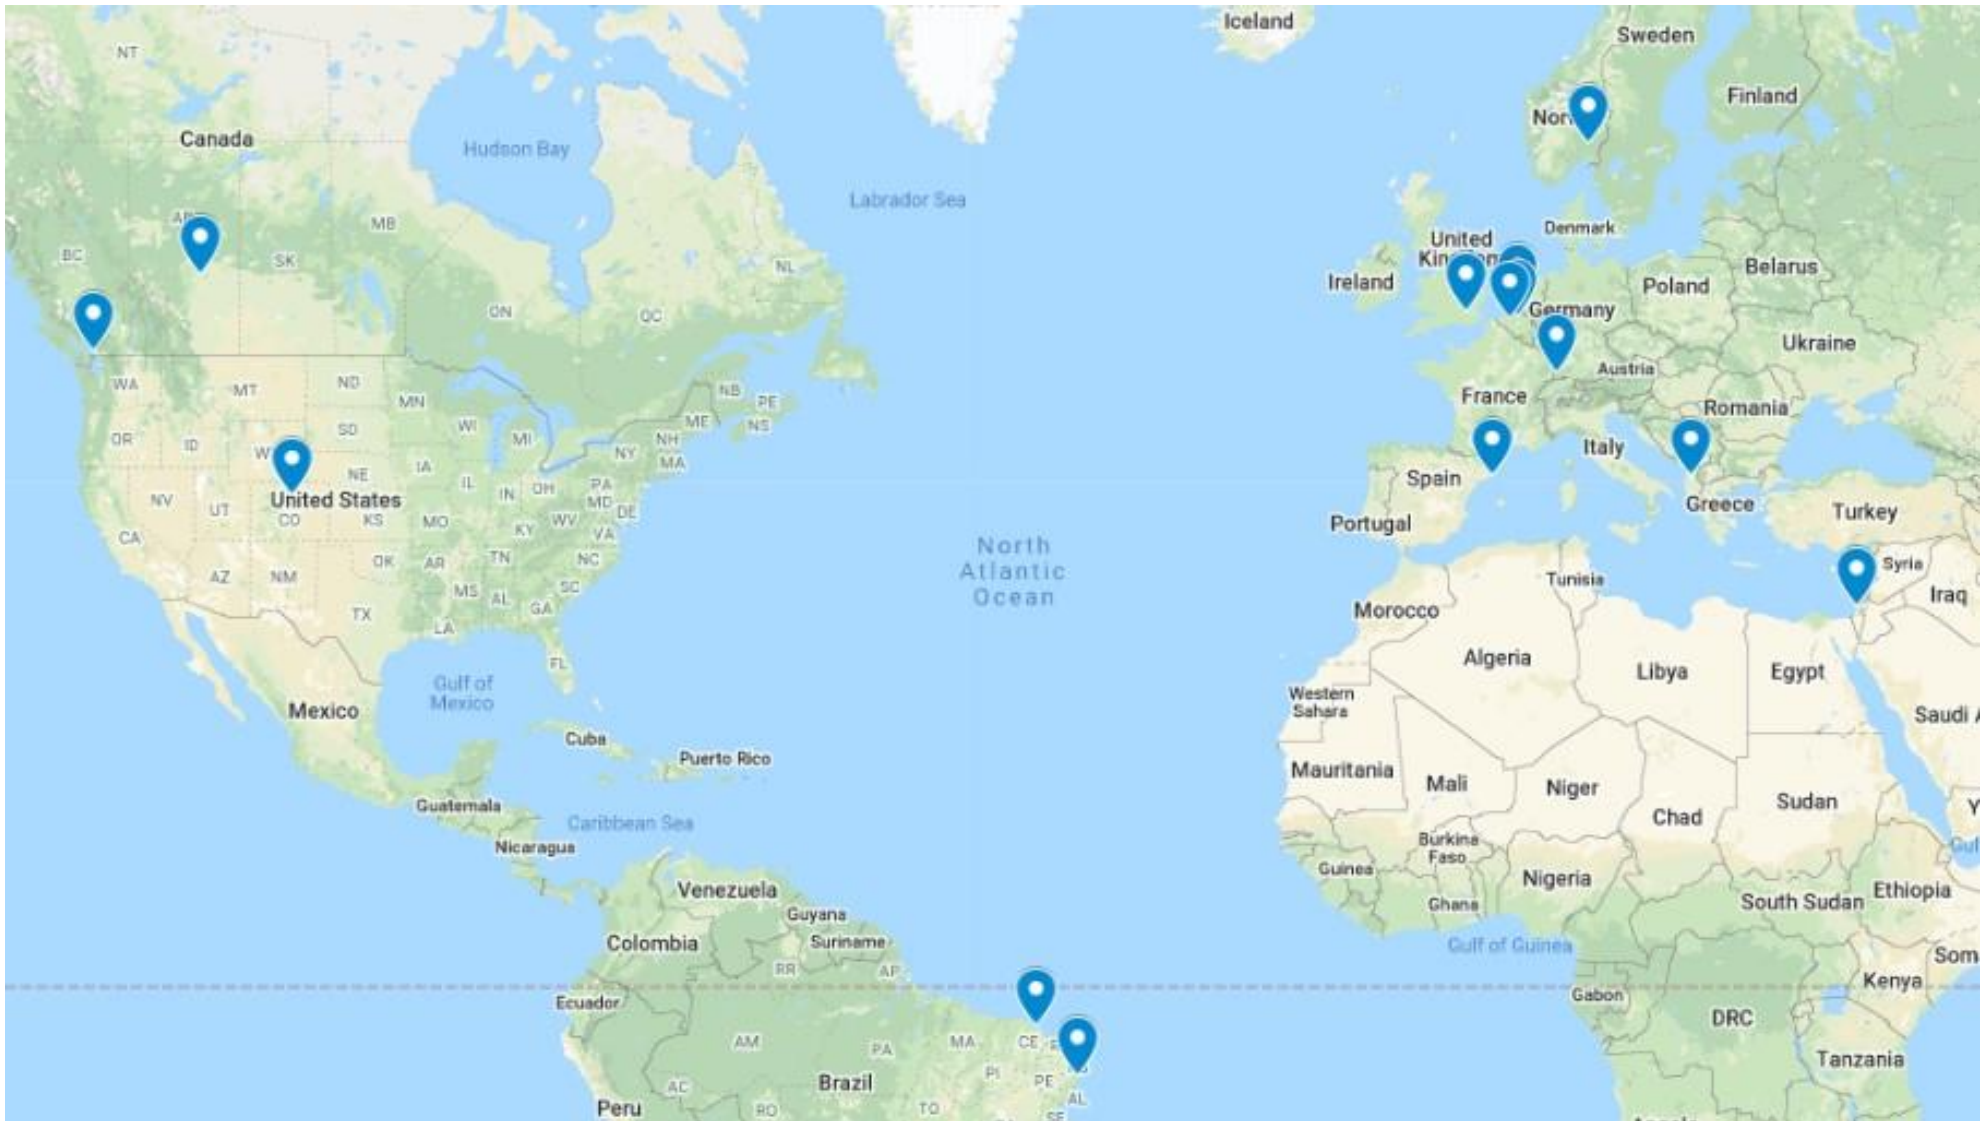 Iceland
Sweden
NT
Finland
Canada
Hudson Bay
Labrador Sea
MB
BC
SK
NL
Denmark
United
Ireland
Poland
Belarus
Germany
ON
QC
Ukraine
WA
MT
ND
MN
NB
PE
Austria
France
Romania
OR
ID
SD
WI
MI
ME
NS
NH
NY
MA
Italy
NE
IA
Spain
NV
UT
United States
CO
KS
IL
IN
OH
PA
MD
DE
Greece
Portugal
Turkey
CA
MO
KY
WV
VA
North
Atlantic
Ocean
AZ
NM
OK
AR
TN
NC
Syria
Tunisia
Iraq
Morocco
MS
AL
GA
SC
TX
LA
FL
Algeria
Libya
Egypt
Gulf of
Mexico
Western
Sahara
Mexico
Saudi
Cuba
Puerto Rico
Mauritania
Mali
Niger
Chad
Sudan
Guatemala
Caribbean Sea
Nicaragua
Burkina
Faso
Guinea
Nigeria
Venezuela
Ethiopia
South Sudan
Ghana
Guyana
Colombia
Suriname
Gulf of Guinea
RR
AP
Kenya
Ecuador
Gabon
DRC
AM
PA
MA
CE
Tanzania
PI
PE
AC
Brazil
AL
Peru
RO
TO
SE